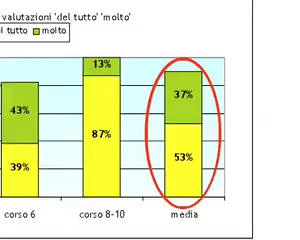 valutazioni 'del tutto' 'molto'
l tutto molto
13%
43%
37%
87%
39%
53%
corso 6 corso 8-10 media